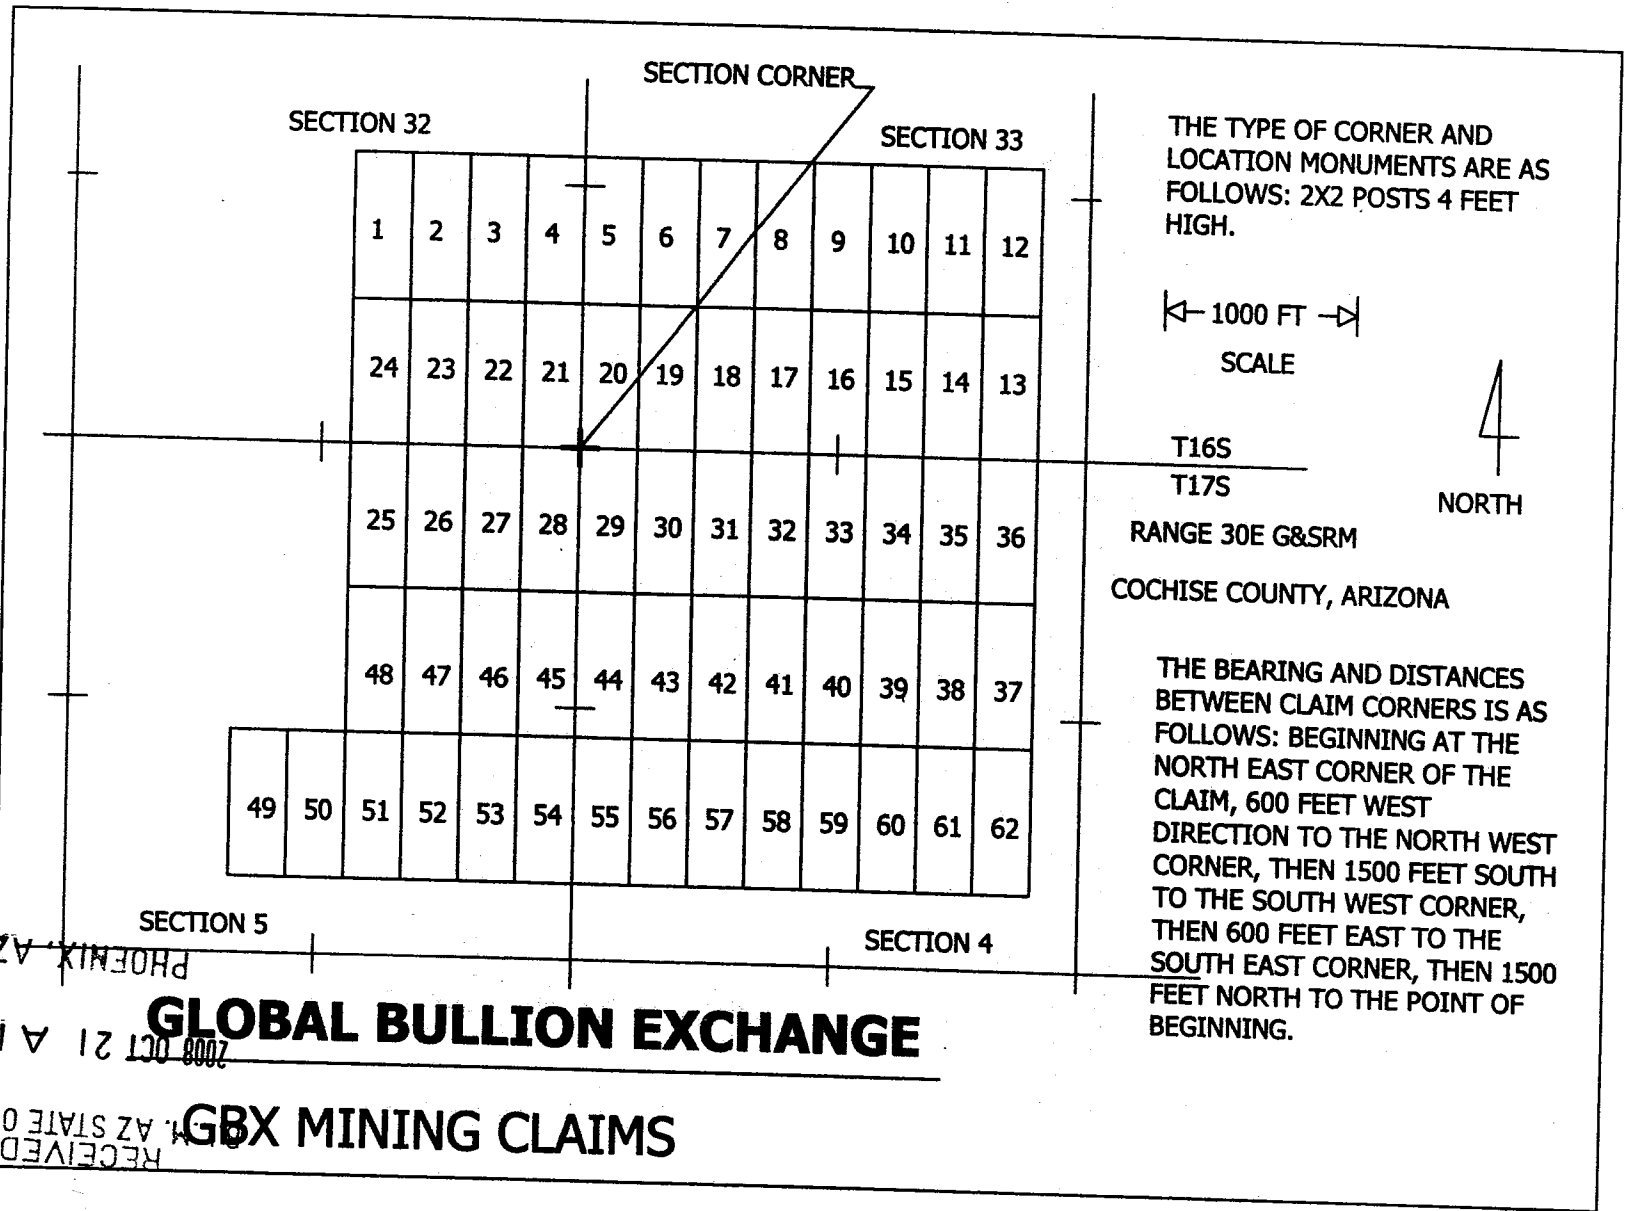 SECTION CORNER
SECTION 32
SECTION 33
1 2 3 4 5 6 7 8 9 10 11 12
24 23 22 21 20 19 18 17 16 15 14 13
25 26 27 28 29 30 31 32 33 34 35 36
48 47 46 45 44 43 42 41 40 39 38 37
49 50 51 52 53 54 55 56 57 58 59 60 61 62
SECTION 5
SECTION 4
THE TYPE OF CORNER AND
LOCATION MONUMENTS ARE AS
FOLLOWS: 2X2 POSTS 4 FEET
HIGH.
1000 FT
SCALE
T16S
T17S
NORTH
RANGE 30E G&SRM
COCHISE COUNTY, ARIZONA
THE BEARING AND DISTANCES
BETWEEN CLAIM CORNERS IS AS
FOLLOWS: BEGINNING AT THE
NORTH EAST CORNER OF THE
CLAIM, 600 FEET WEST
DIRECTION TO THE NORTH WEST
CORNER, THEN 1500 FEET SOUTH
TO THE SOUTH WEST CORNER,
THEN 600 FEET EAST TO THE
SOUTH EAST CORNER, THEN 1500
FEET NORTH TO THE POINT OF
BEGINNING.
GLOBAL BULLION EXCHANGE
GBX MINING CLAIMS
RECEIVED
AZ STATE O
2008 OCT 21 A
PHOENIX, AZ